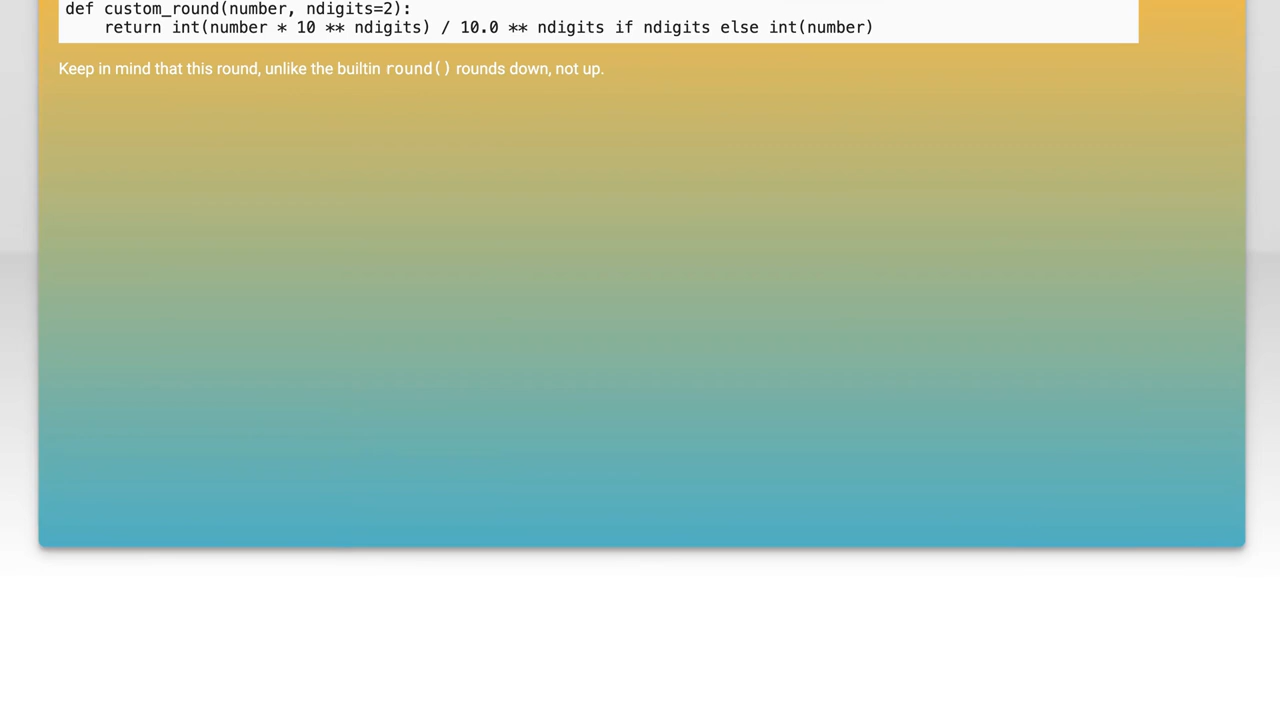 def custom_round(number, ndigits=2):
    return int(number * 10 ** ndigits) / 10.0 ** ndigits if ndigits else int(number)
Keep in mind that this round, unlike the builtin round() rounds down, not up.